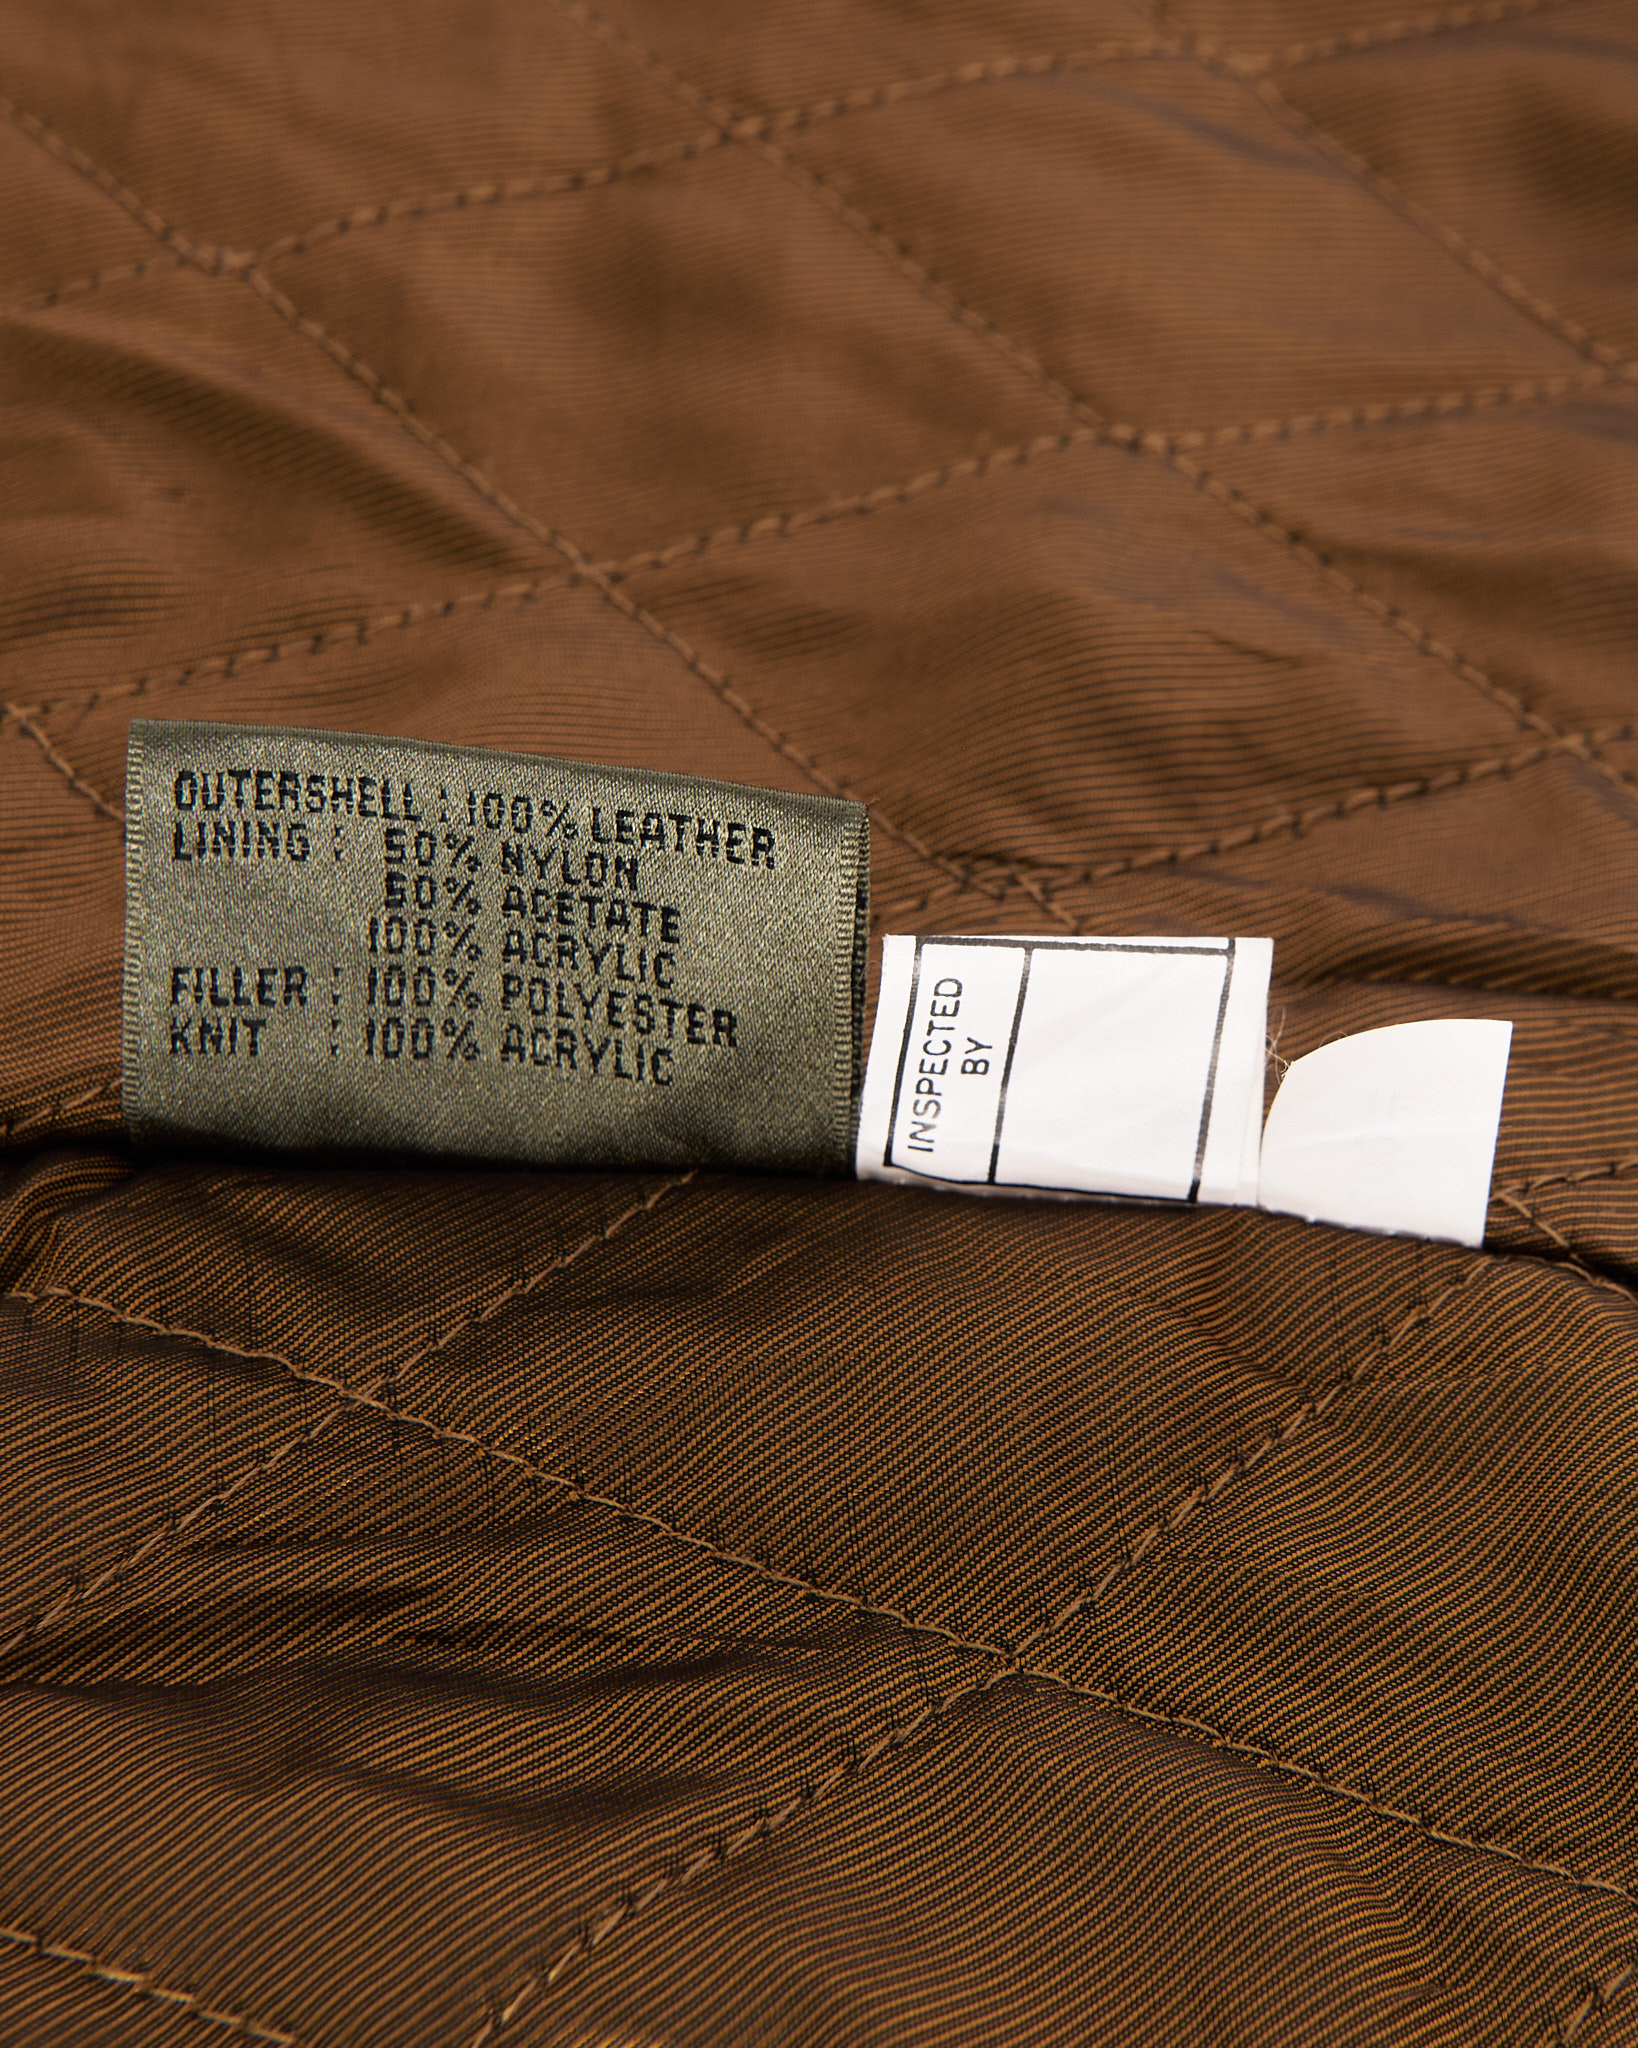 OUTERSHELL : 100% LEATHER
LINING : 50% NYLON
50% ACETATE
100% ACRYLIC
FILLER : 100% POLYESTER
KNIT : 100% ACRYLIC
INSPECTED
BY